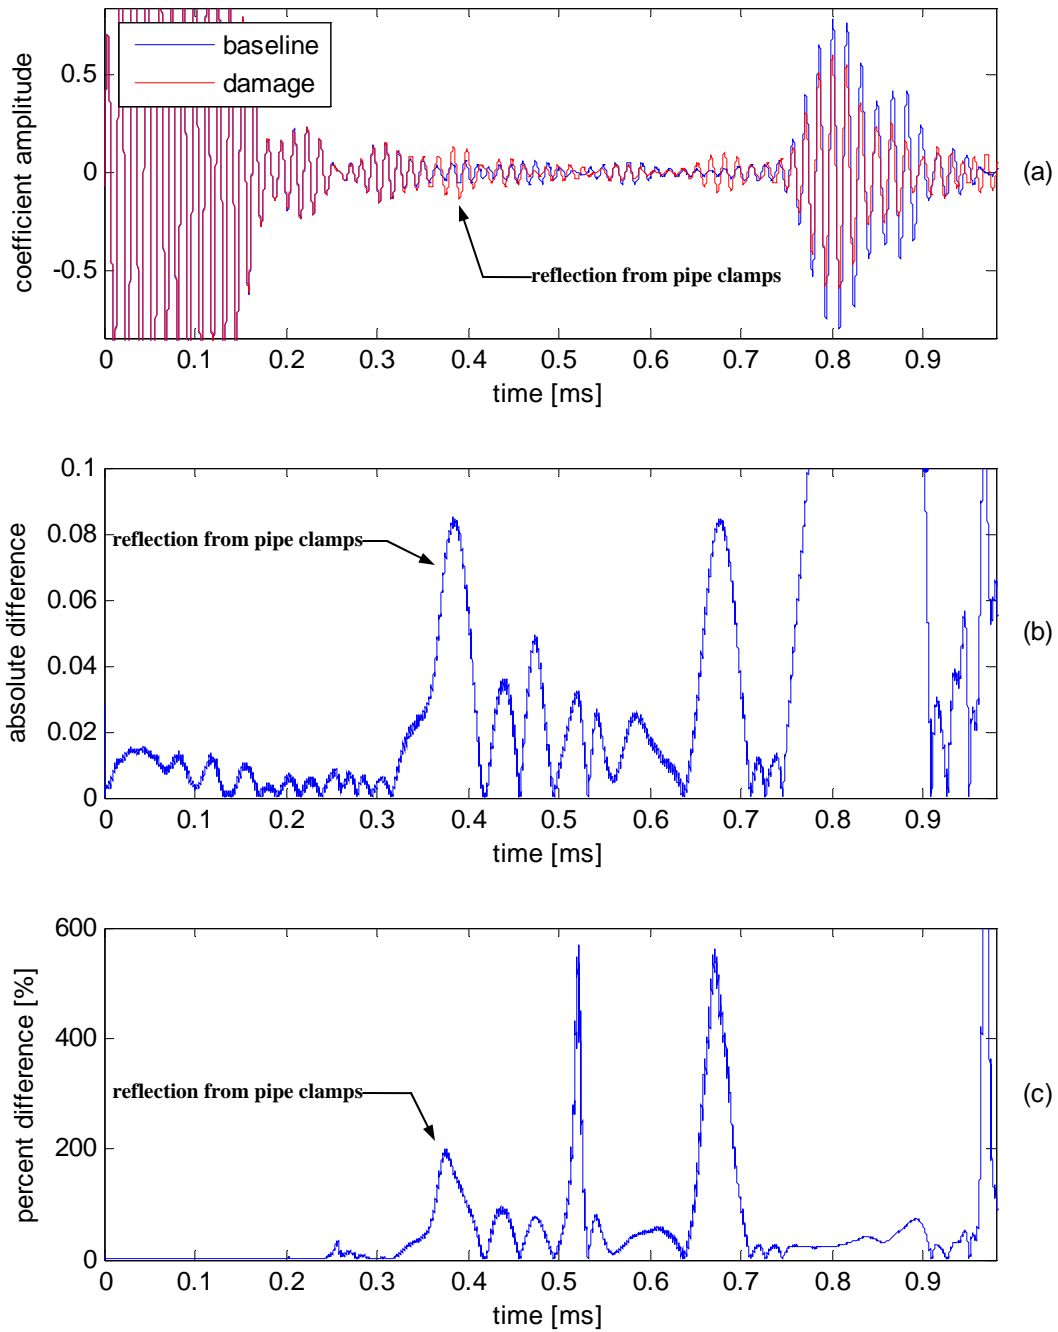 baseline
damage
coefficient amplitude
0.5
0
-0.5
reflection from pipe clamps
(a)
0 0.1 0.2 0.3 0.4 0.5 0.6 0.7 0.8 0.9
time [ms]
absolute difference
0.1
0.08
0.06
0.04
0.02
0
reflection from pipe clamps
(b)
0 0.1 0.2 0.3 0.4 0.5 0.6 0.7 0.8 0.9
time [ms]
percent difference [%]
600
400
200
0
reflection from pipe clamps
(c)
0 0.1 0.2 0.3 0.4 0.5 0.6 0.7 0.8 0.9
time [ms]